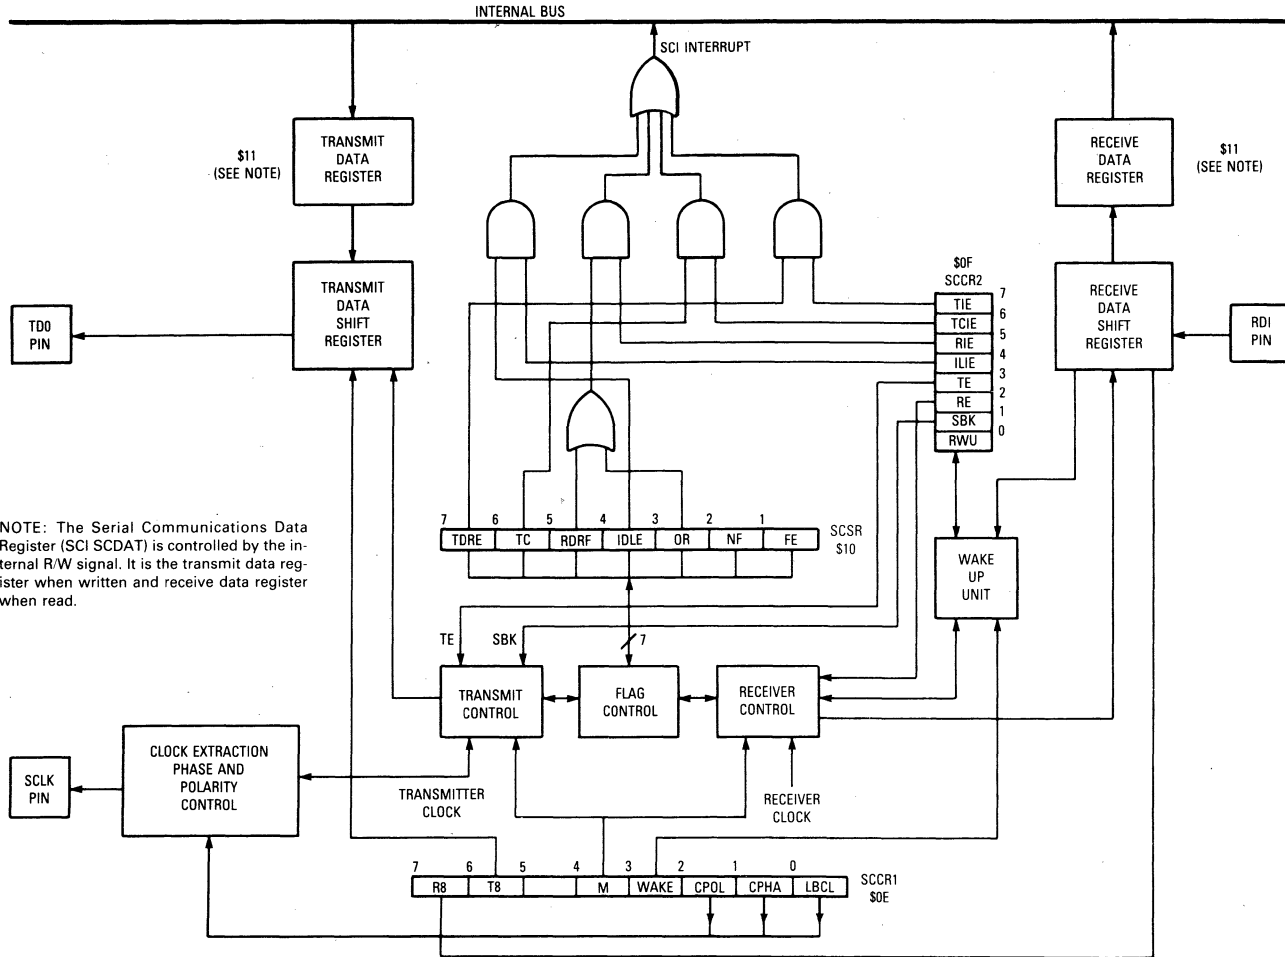 INTERNAL BUS
SCI INTERRUPT
$11
(SEE NOTE)
TRANSMIT
DATA
REGISTER
RECEIVE
DATA
REGISTER
$11
(SEE NOTE)
TRANSMIT
DATA
SHIFT
REGISTER
TD0
PIN
$0F
SCCR2
7
TIE
6
TCIE
5
RIE
4
ILIE
3
TE
2
RE
1
SBK
0
RWU
RECEIVE
DATA
SHIFT
REGISTER
RDI
PIN
7 6 5 4 3 2 1
TDRE TC RDRF IDLE OR NF FE
SCSR
$10
NOTE: The Serial Communications Data
Register (SCI SCDAT) is controlled by the in-
ternal R/W signal. It is the transmit data reg-
ister when written and receive data register
when read.
WAKE
UP
UNIT
TE SBK 7
TRANSMIT
CONTROL
FLAG
CONTROL
RECEIVER
CONTROL
CLOCK EXTRACTION
PHASE AND
POLARITY
CONTROL
SCLK
PIN
TRANSMITTER
CLOCK
RECEIVER
CLOCK
7 6 5 4 3 2 1 0
R8 T8 M WAKE CPOL CPHA LBCL
SCCR1
$0E